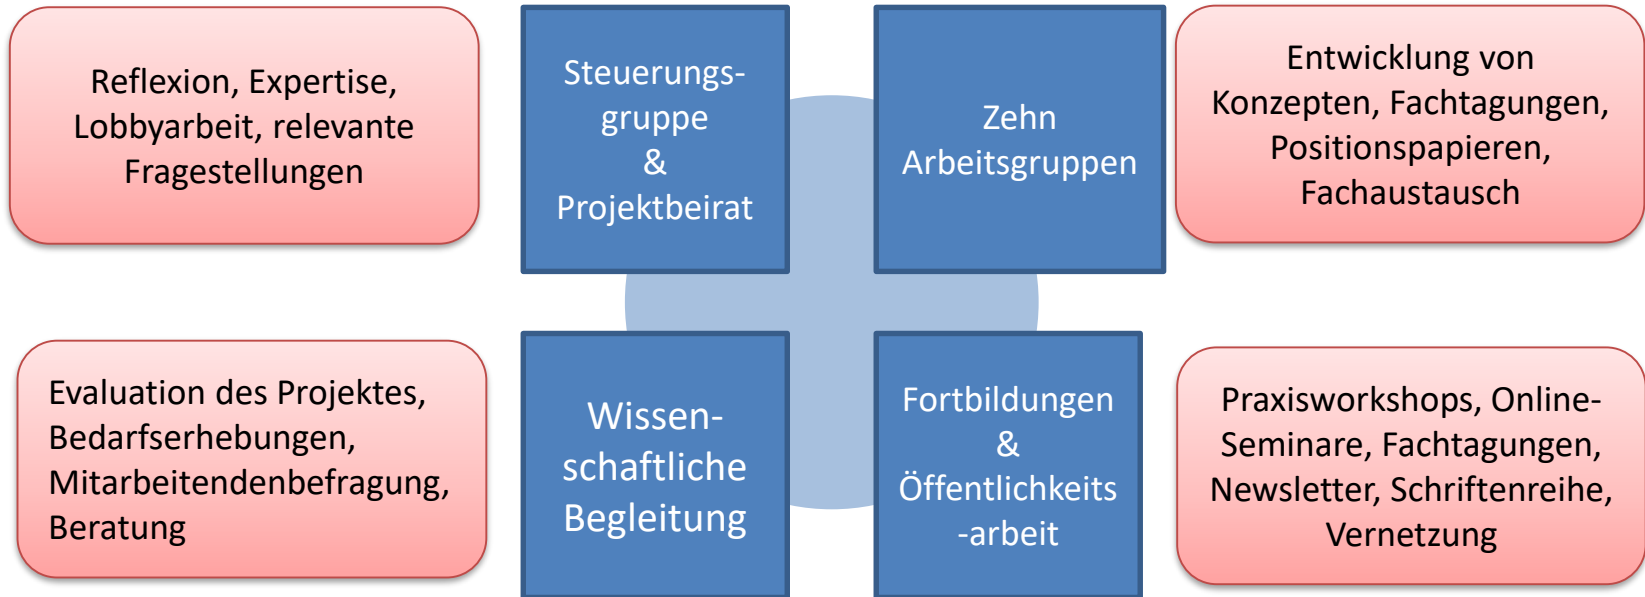 Reflexion, Expertise,
Lobbyarbeit, relevante
Fragestellungen
Steuerungs-
gruppe
&
Projektbeirat
Zehn
Arbeitsgruppen
Entwicklung von
Konzepten, Fachtagungen,
Positionspapieren,
Fachaustausch
Evaluation des Projektes,
Bedarfserhebungen,
Mitarbeitendenbefragung,
Beratung
Wissen-
schaftliche
Begleitung
Fortbildungen
&
Öffentlichkeits
-arbeit
Praxisworkshops, Online-
Seminare, Fachtagungen,
Newsletter, Schriftenreihe,
Vernetzung